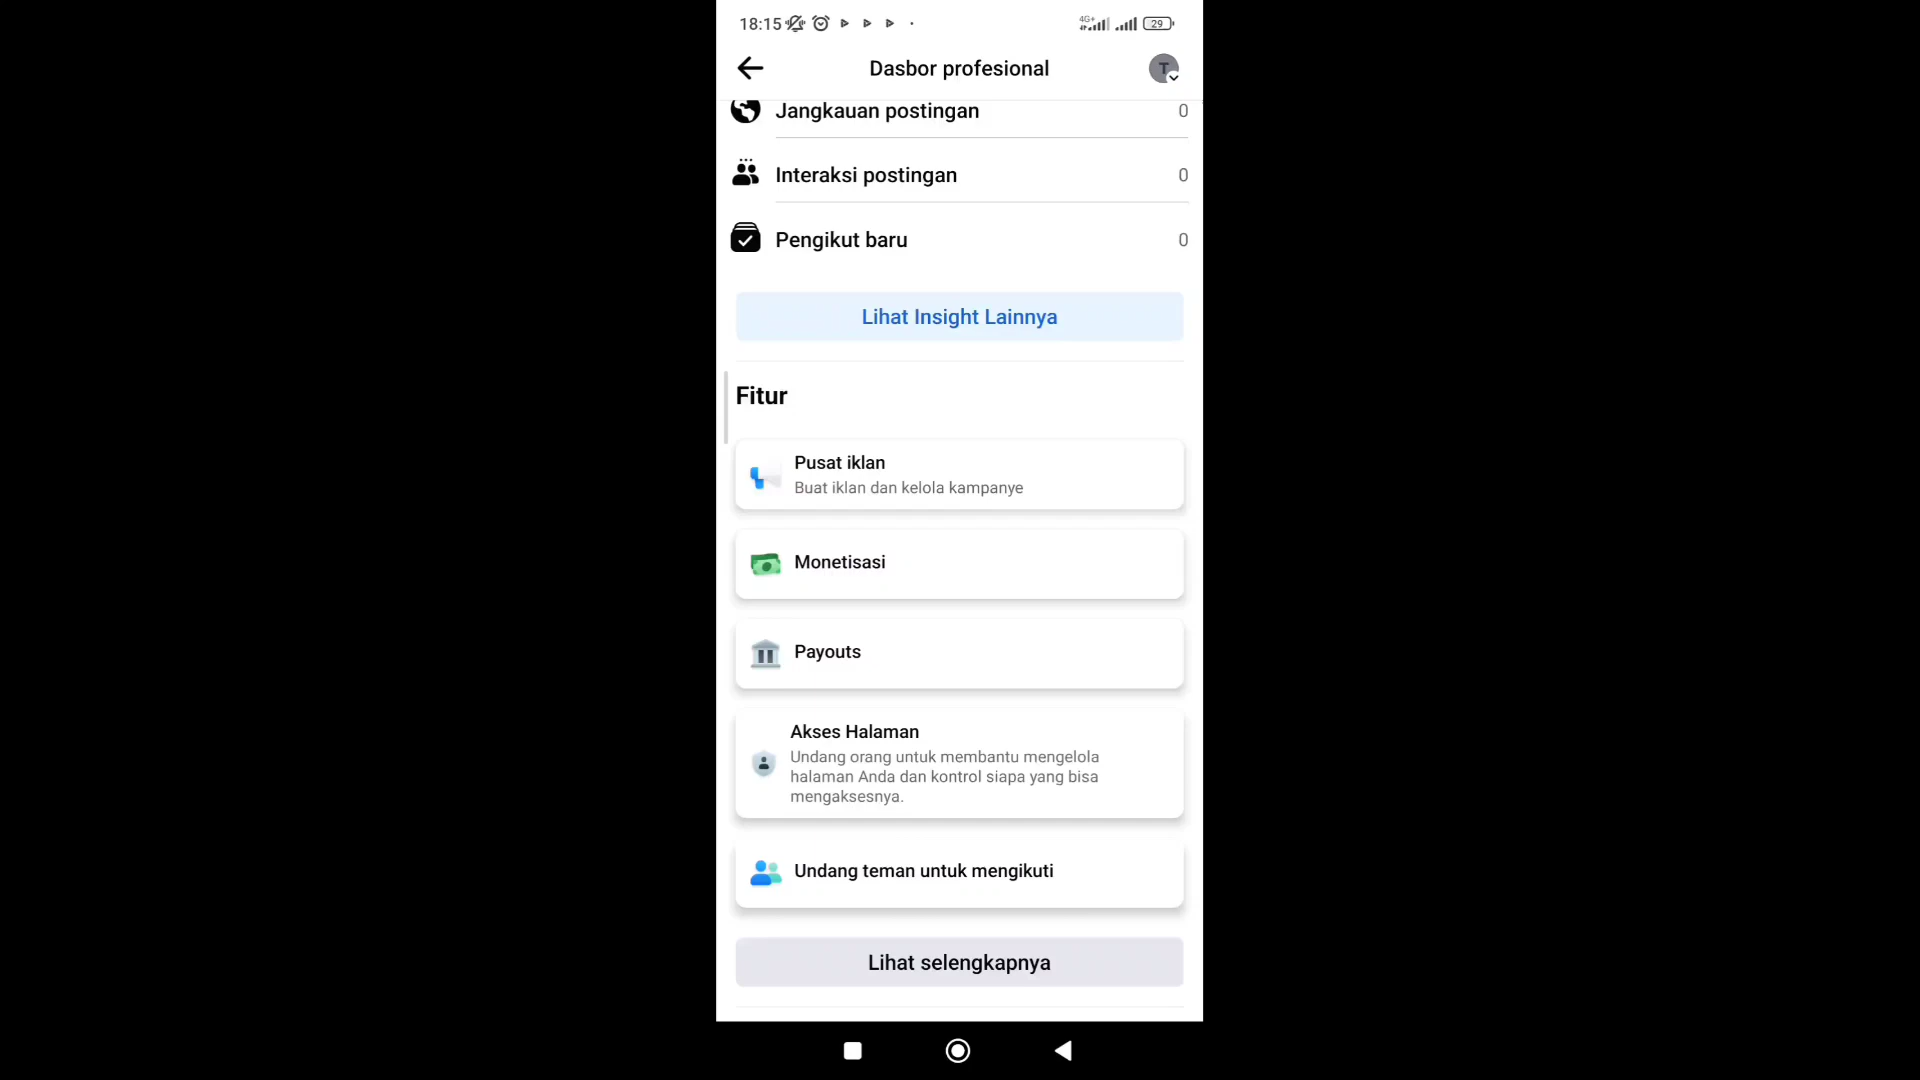 18:15
4G+
29
Dasbor profesional
T
Jangkauan postingan 0
Interaksi postingan 0
Pengikut baru 0
Lihat Insight Lainnya
Fitur
Pusat iklan
Buat iklan dan kelola kampanye
Monetisasi
Payouts
Akses Halaman
Undang orang untuk membantu mengelola
halaman Anda dan kontrol siapa yang bisa
mengaksesnya.
Undang teman untuk mengikuti
Lihat selengkapnya